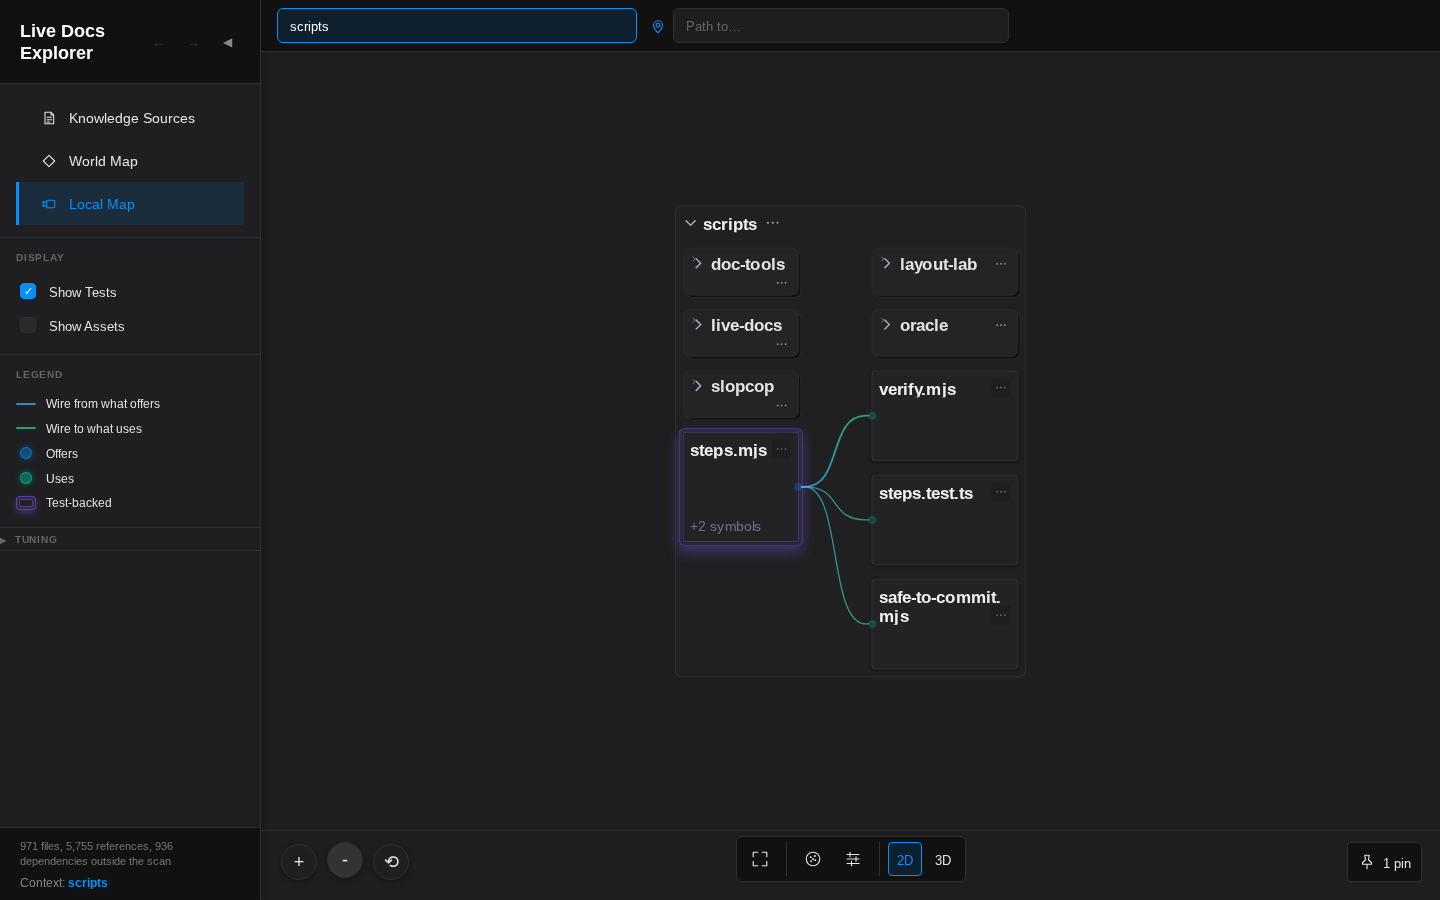 Live Docs
Explorer
scripts
Path to...
Knowledge Sources
World Map
Local Map
DISPLAY
Show Tests
Show Assets
LEGEND
Wire from what offers
Wire to what uses
Offers
Uses
Test-backed
TUNING
971 files, 5,755 references, 936
dependencies outside the scan
Context: scripts
scripts
doc-tools
layout-lab
live-docs
oracle
slopcop
verify.mjs
steps.mjs
+2 symbols
steps.test.ts
safe-to-commit.
mjs
2D
3D
1 pin